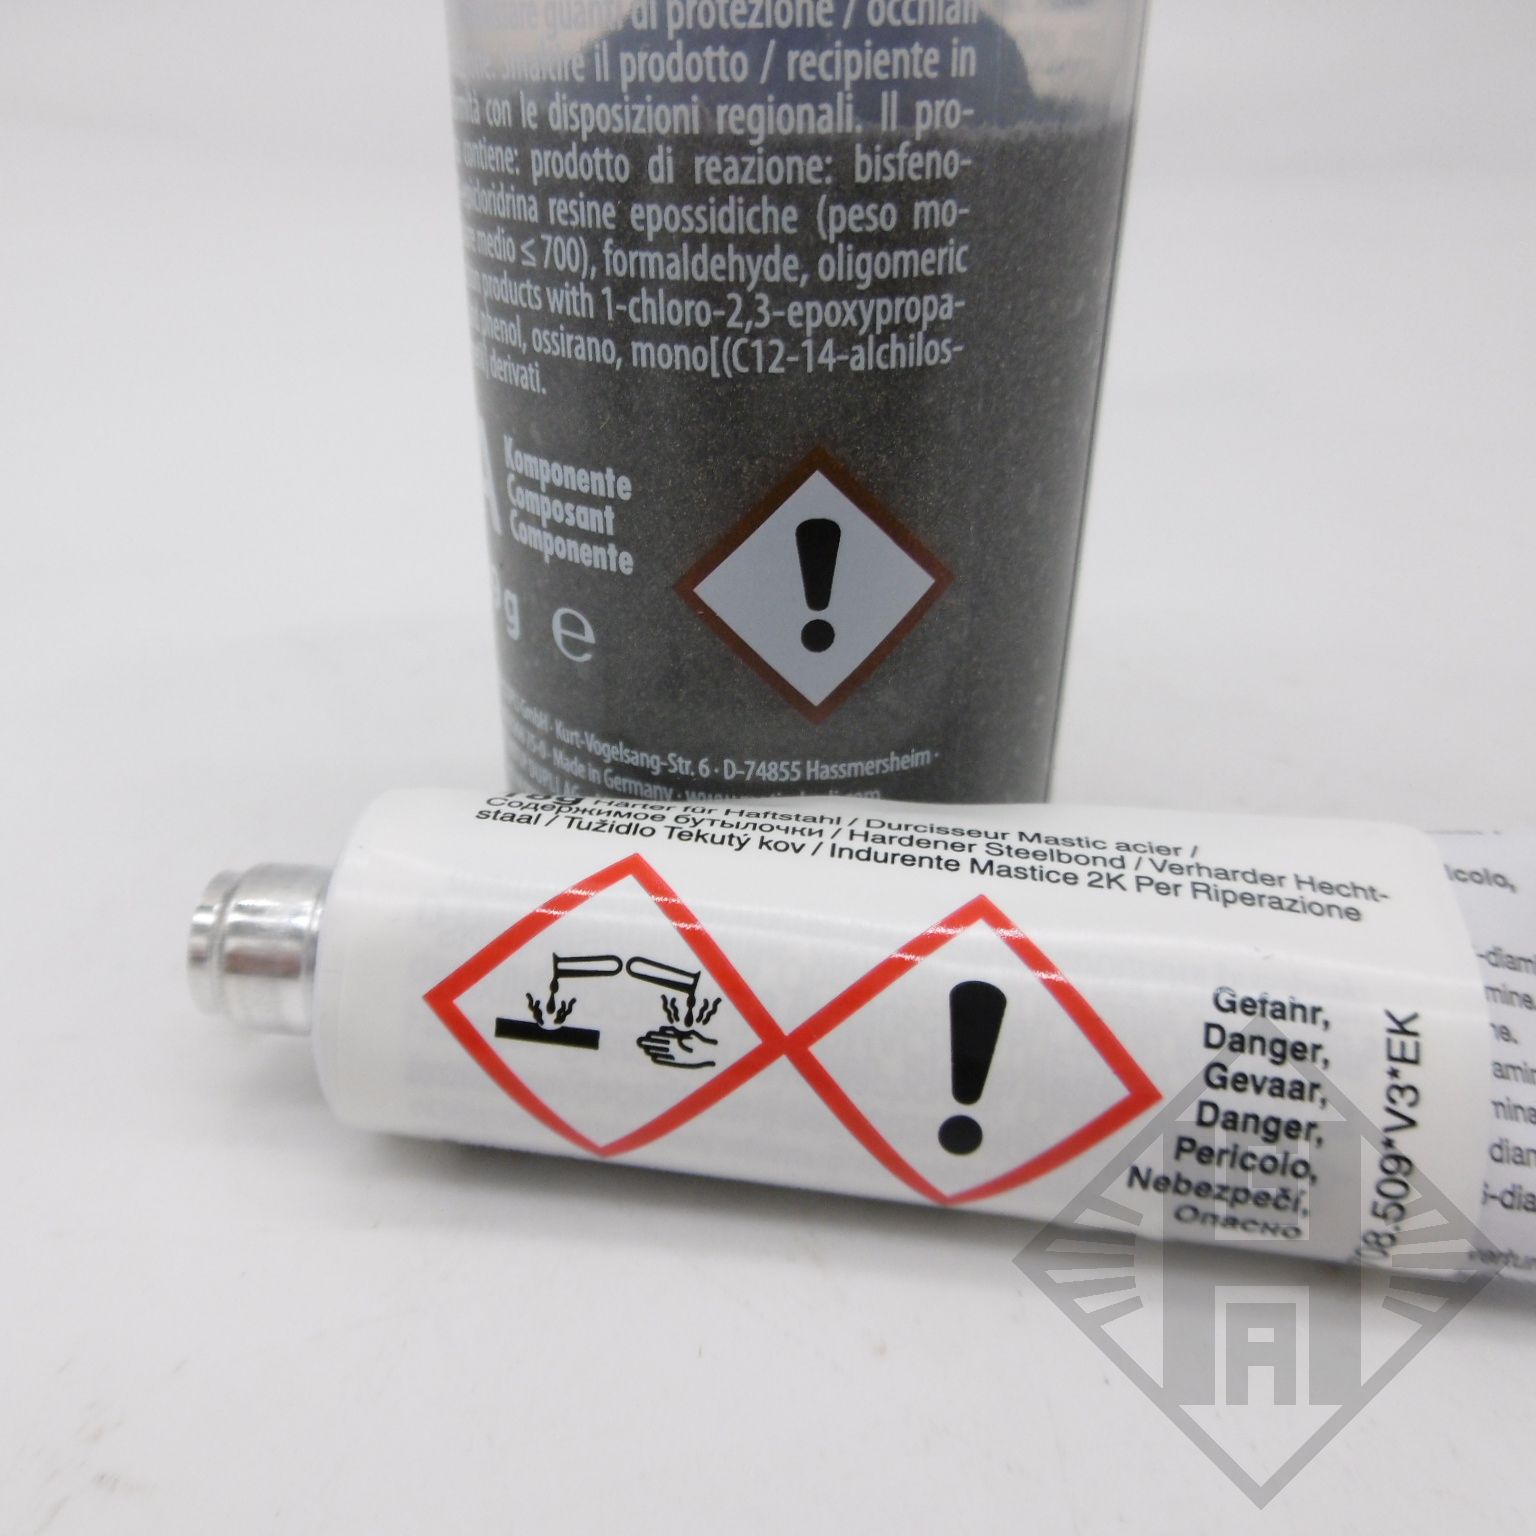 guanti di protezione / occhiali
smaltire il prodotto / recipiente in
con le disposizioni regionali. Il pro-
contiene: prodotto di reazione: bisfeno-
resine epossidiche (peso mo-
medio ≤ 700), formaldehyde, oligomeric
products with 1-chloro-2,3-epoxypropa-
phenol, ossirano, mono[(C12-14-alchilos-
derivati.
A
Komponente
Composant
Componente
g e
GmbH · Kurt-Vogelsang-Str. 6 · D-74855 Hassmersheim ·
Made in Germany ·
Härter für Haftstahl / Durcisseur Mastic acier /
Содержимое бутылочки / Hardener Steelbond / Verharder Hecht-
staal / Tužidlo Tekutý kov / Indurente Mastice 2K Per Riperazione
Gefahr,
Danger,
Gevaar,
Danger,
Pericolo,
Nebezpečí,
Опасно
08.509*V3*EK